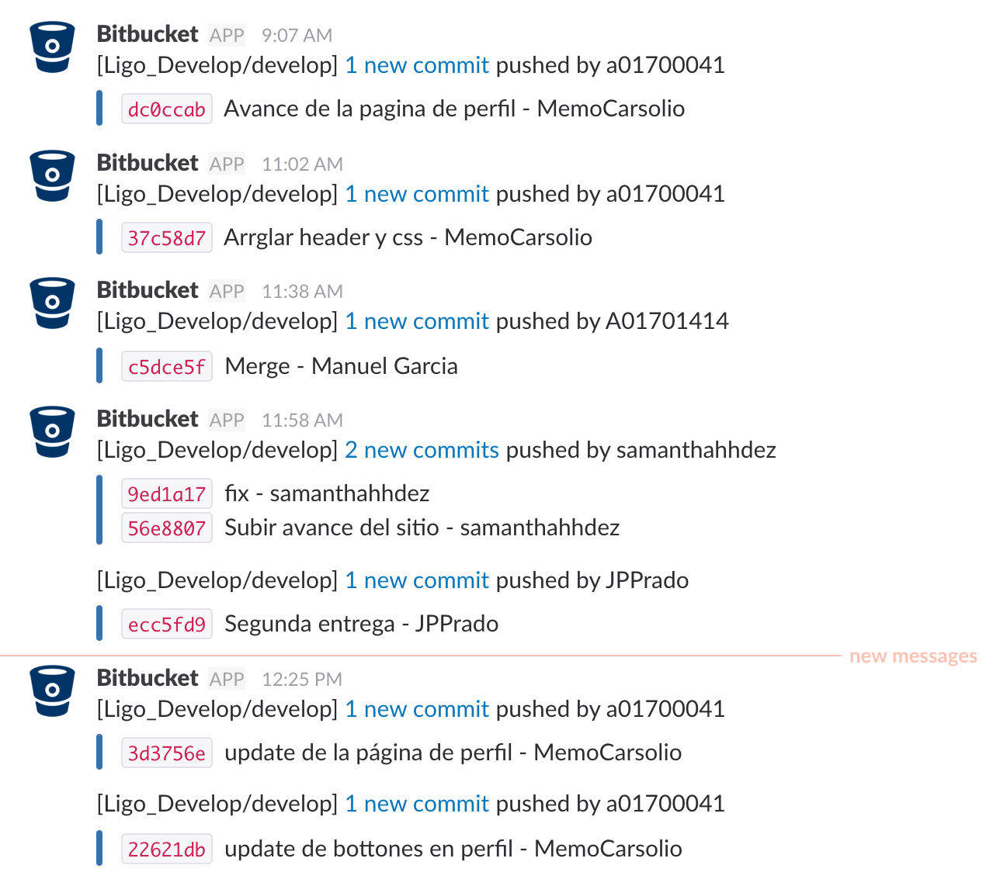 Bitbucket APP 9:07 AM
[Ligo_Develop/develop] 1 new commit pushed by a01700041
dc0ccab Avance de la pagina de perfil - MemoCarsolio
Bitbucket APP 11:02 AM
[Ligo_Develop/develop] 1 new commit pushed by a01700041
37c58d7 Arrglar header y css - MemoCarsolio
Bitbucket APP 11:38 AM
[Ligo_Develop/develop] 1 new commit pushed by A01701414
c5dce5f Merge - Manuel Garcia
Bitbucket APP 11:58 AM
[Ligo_Develop/develop] 2 new commits pushed by samanthahhdez
9ed1a17 fix - samanthahhdez
56e8807 Subir avance del sitio - samanthahhdez
[Ligo_Develop/develop] 1 new commit pushed by JPPrado
ecc5fd9 Segunda entrega - JPPrado
new messages
Bitbucket APP 12:25 PM
[Ligo_Develop/develop] 1 new commit pushed by a01700041
3d3756e update de la página de perfil - MemoCarsolio
[Ligo_Develop/develop] 1 new commit pushed by a01700041
22621db update de bottones en perfil - MemoCarsolio